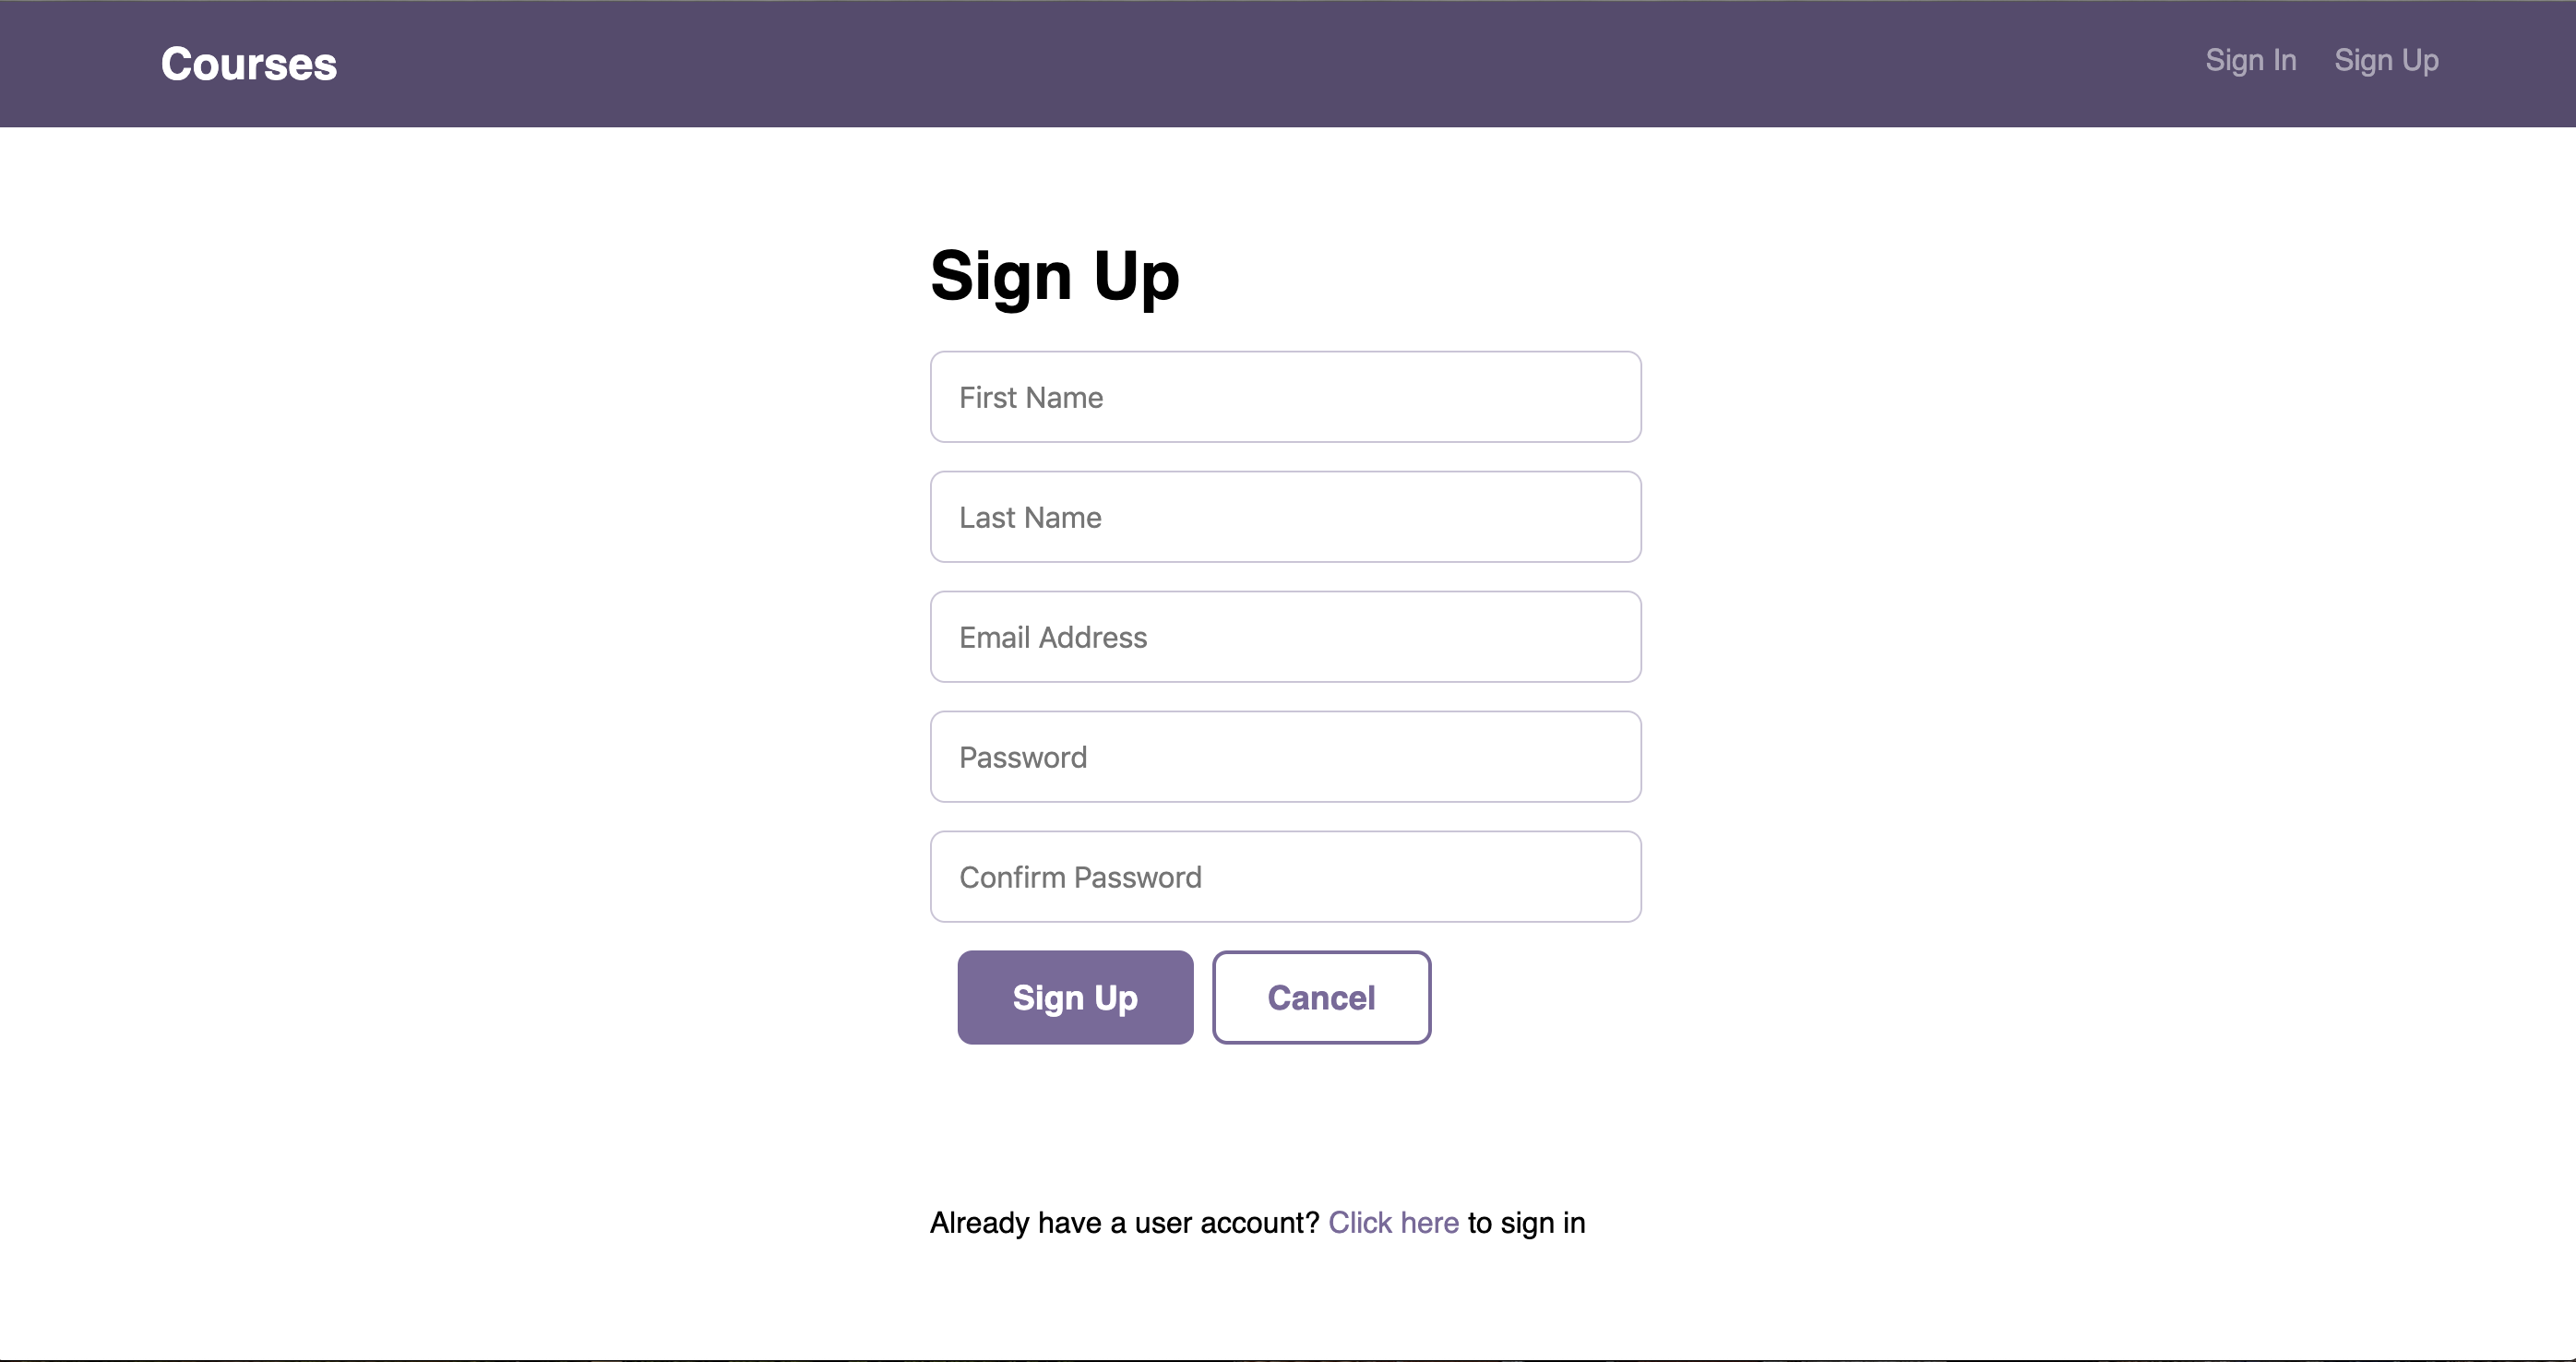 Courses
Sign In Sign Up
Sign Up
First Name
Last Name
Email Address
Password
Confirm Password
Sign Up Cancel
Already have a user account? Click here to sign in